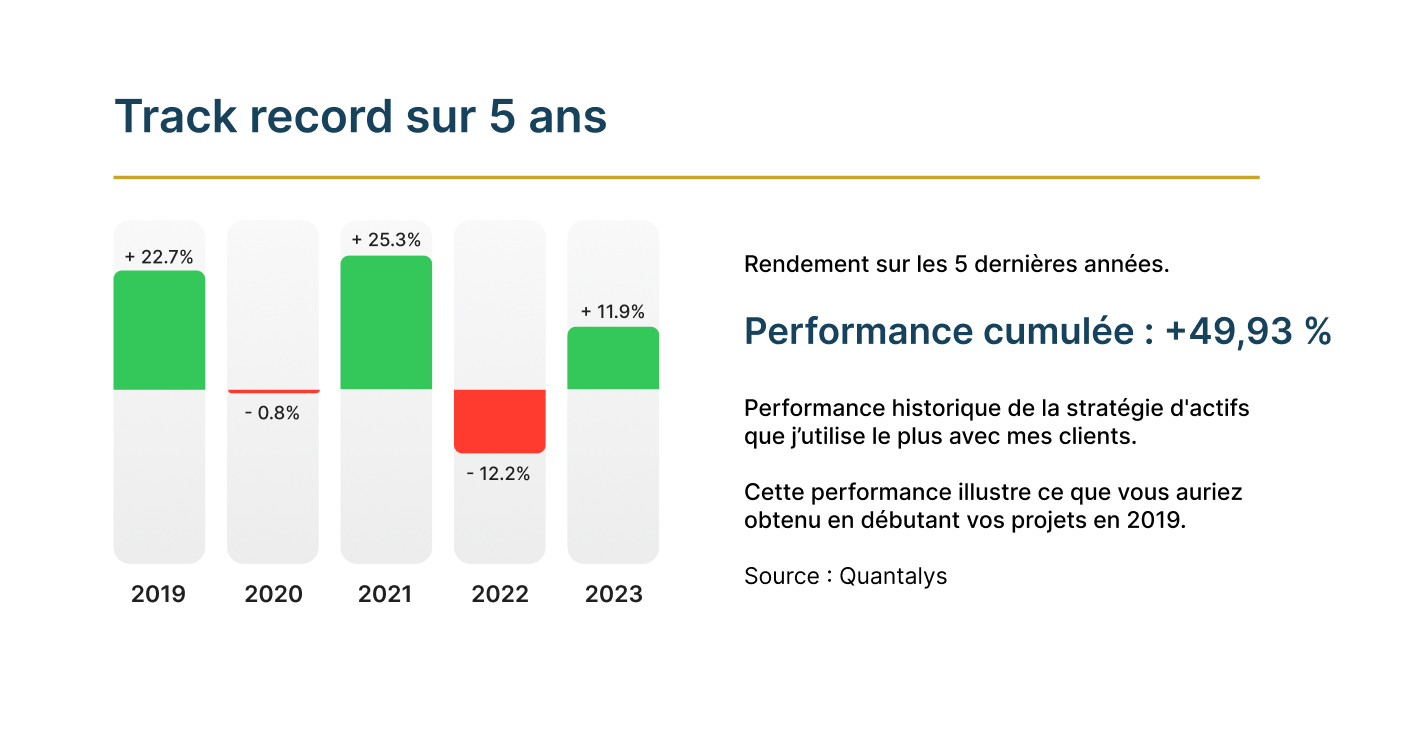 Track record sur 5 ans
+ 22.7%
- 0.8%
+ 25.3%
- 12.2%
+ 11.9%
2019
2020
2021
2022
2023
Rendement sur les 5 dernières années.
Performance cumulée : +49,93 %
Performance historique de la stratégie d'actifs
que j’utilise le plus avec mes clients.
Cette performance illustre ce que vous auriez
obtenu en débutant vos projets en 2019.
Source : Quantalys